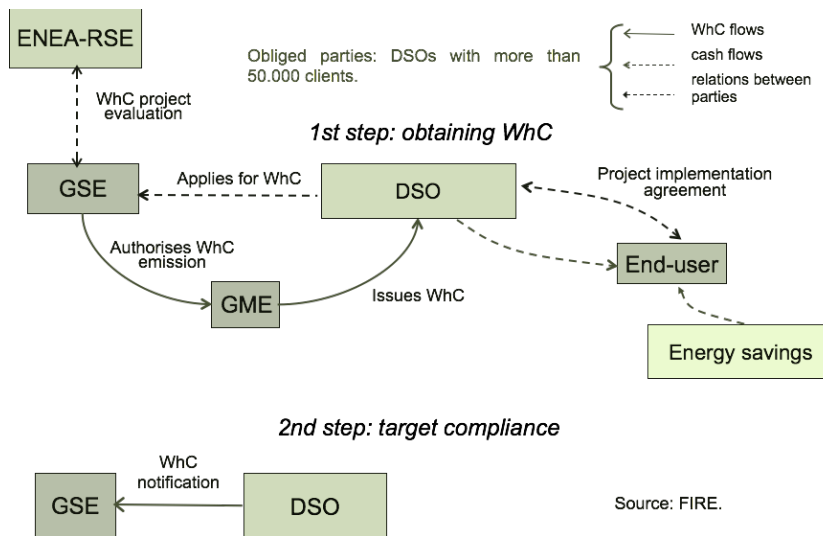 ENEA-RSE
Obliged parties: DSOs with more than
50.000 clients.
WhC flows
cash flows
relations between
parties
WhC project
evaluation
1st step: obtaining WhC
GSE
Applies for WhC
DSO
Project implementation
agreement
Authorises WhC
emission
End-user
GME
Issues WhC
Energy savings
2nd step: target compliance
GSE
WhC
notification
DSO
Source: FIRE.